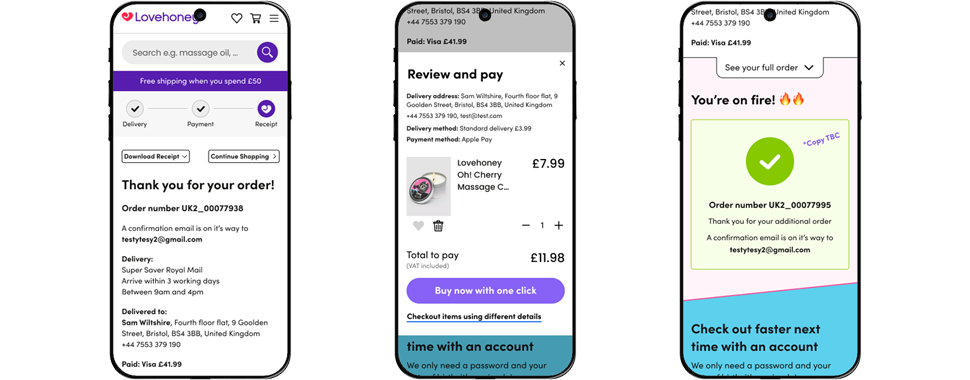 Lovehoney
Search e.g. massage oil, ...
Free shipping when you spend £50
Delivery
Payment
Receipt
Download Receipt
Continue Shopping
Thank you for your order!
Order number UK2_00077938
A confirmation email is on it's way to
testytesy2@gmail.com
Delivery:
Super Saver Royal Mail
Arrive within 3 working days
Between 9am and 4pm
Delivered to:
Sam Wiltshire, Fourth floor flat, 9 Goolden
Street, Bristol, BS4 3BB, United Kingdom
+44 7553 379 190
Paid: Visa £41.99
Street, Bristol, BS4 3BB, United Kingdom
+44 7553 379 190
Paid: Visa £41.99
Review and pay
Delivery address: Sam Wiltshire, Fourth floor flat, 9
Goolden Street, Bristol, BS4 3BB, United Kingdom
+44 7553 379 190, test@test.com
Delivery method: Standard delivery £3.99
Payment method: Apple Pay
Lovehoney
Oh! Cherry
Massage C...
£7.99
1
Total to pay
(VAT included)
£11.98
Buy now with one click
Checkout items using different details
time with an account
We only need a password and your
Street, Bristol, BS4 3BB, United Kingdom
+44 7553 379 190
Paid: Visa £41.99
See your full order
You're on fire! 🔥🔥
*Copy TBC
Order number UK2_00077995
Thank you for your additional order
A confirmation email is on it's way to
testytesy2@gmail.com
Check out faster next
time with an account
We only need a password and your